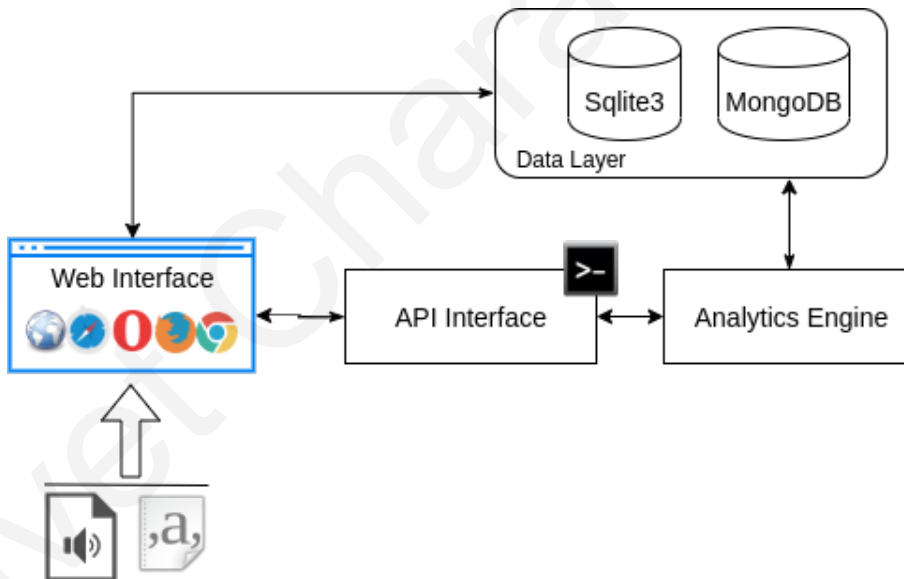 Sqlite3
MongoDB
Data Layer
Web Interface
>-
API Interface
Analytics Engine
,a,